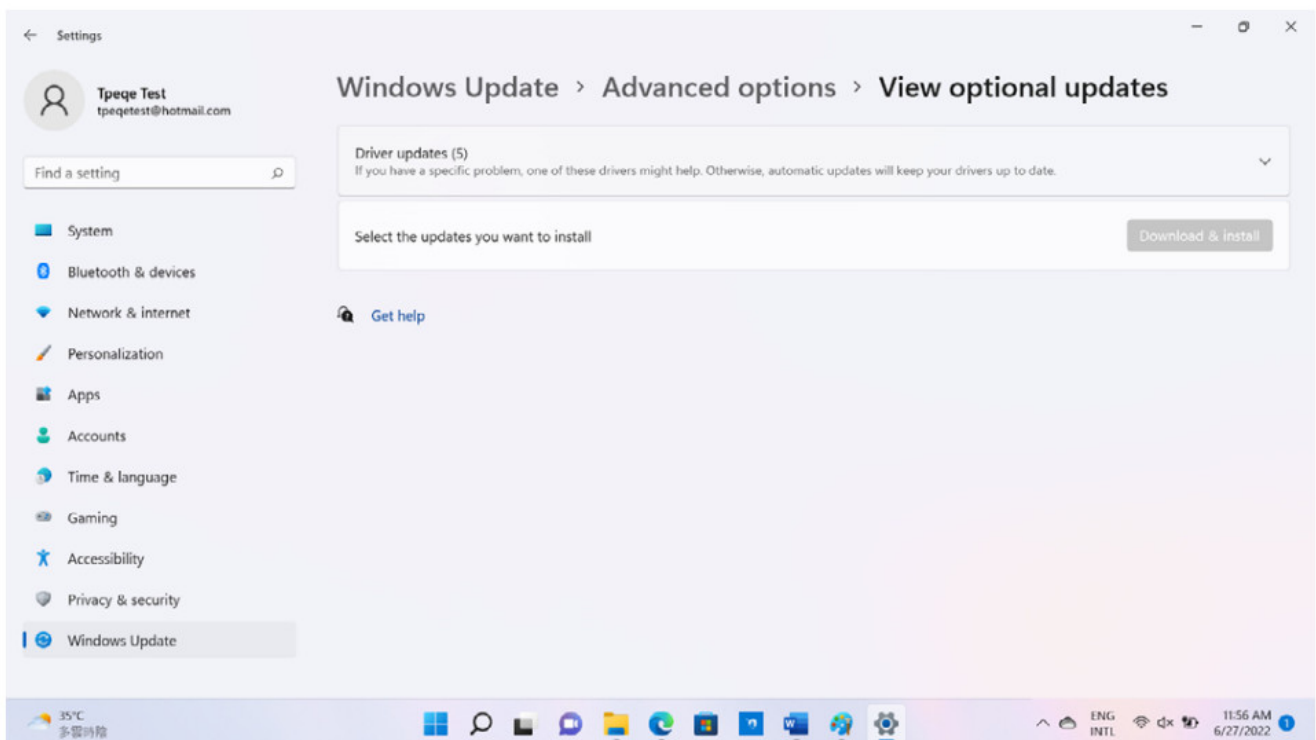 Settings
Tpeqe Test
tpeqetest@hotmail.com
Find a setting
System
Bluetooth & devices
Network & internet
Personalization
Apps
Accounts
Time & language
Gaming
Accessibility
Privacy & security
Windows Update
Windows Update > Advanced options > View optional updates
Driver updates (5)
If you have a specific problem, one of these drivers might help. Otherwise, automatic updates will keep your drivers up to date.
Select the updates you want to install
Download & install
Get help
35°C
多雲時陰
ENG
INTL
11:56 AM
6/27/2022
1